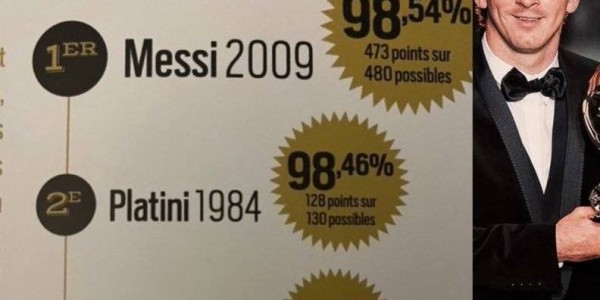 1ER
Messi 2009
98,54%
473 points sur
480 possibles
2E
Platini 1984
98,46%
128 points sur
130 possibles